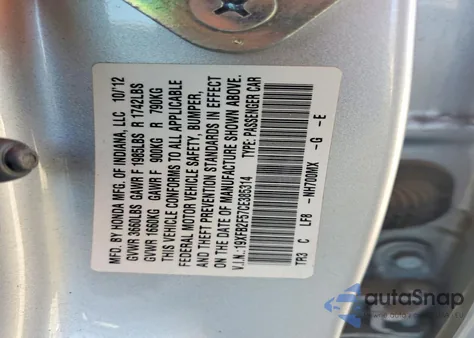 MFD. BY HONDA MFG. OF INDIANA, LLC 10/12
GVWR 3660LBS GAWR F 1985LBS R 1742LBS
GVWR 1660KG GAWR F 900KG R 790KG
THIS VEHICLE CONFORMS TO ALL APPLICABLE
FEDERAL MOTOR VEHICLE SAFETY, BUMPER,
AND THEFT PREVENTION STANDARDS IN EFFECT
ON THE DATE OF MANUFACTURE SHOWN ABOVE.
V.I.N.:19XFB2F57CE385314 TYPE: PASSENGER CAR
TR3 C LF8 -NH700MX -G -E
autoSnap